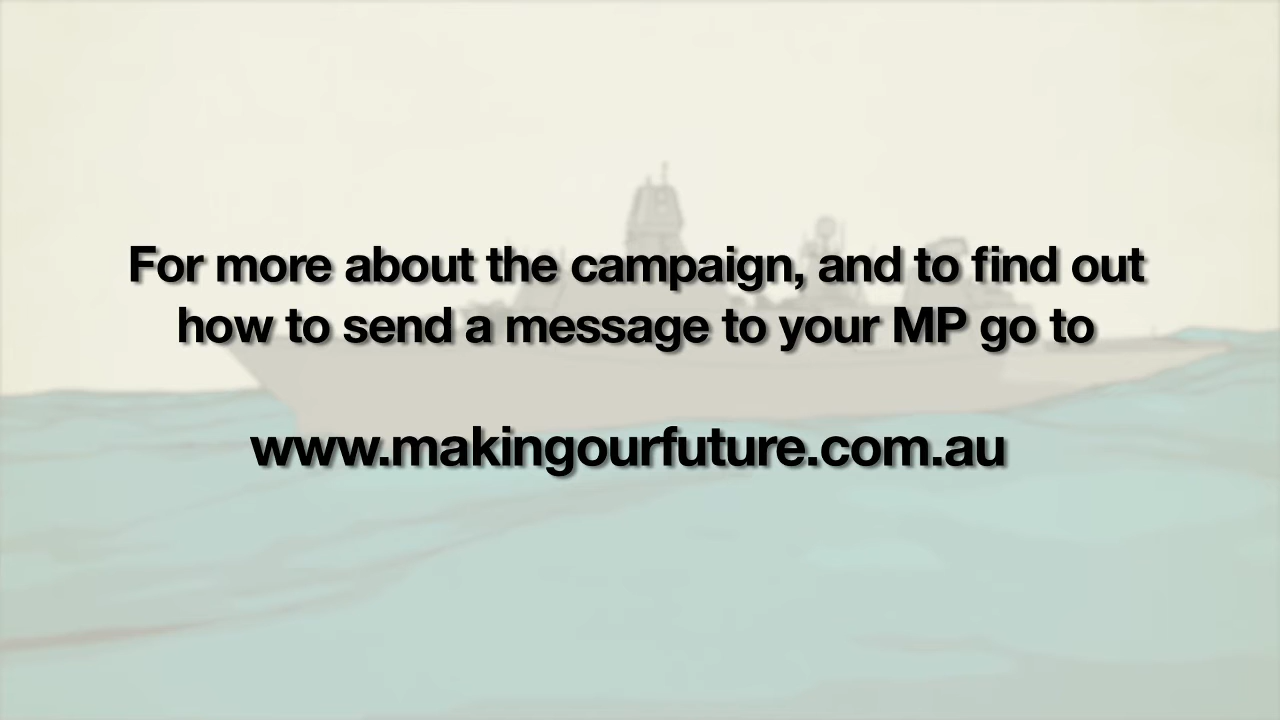 For more about the campaign, and to find out
how to send a message to your MP go to
www.makingourfuture.com.au